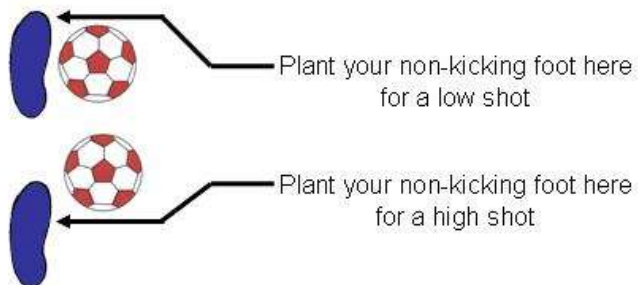 Plant your non-kicking foot here
for a low shot
Plant your non-kicking foot here
for a high shot